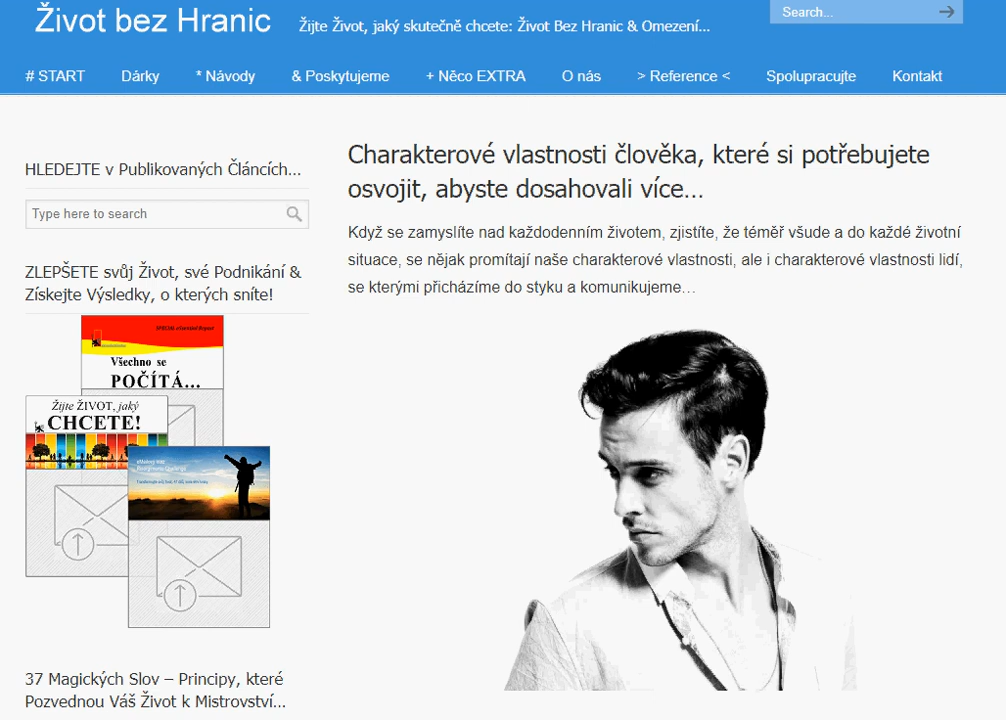 Život bez Hranic
Žijte Život, jaký skutečně chcete: Život Bez Hranic & Omezení...
Search...
# START
Dárky
* Návody
& Poskytujeme
+ Něco EXTRA
O nás
> Reference <
Spolupracujte
Kontakt
HLEDEJTE v Publikovaných Článcích...
Type here to search
ZLEPŠETE svůj Život, své Podnikání &
Získejte Výsledky, o kterých sníte!
SPECIAL eSurvival Report
Všechno se
POČÍTÁ...
Žijte ŽIVOT, jaký
CHCETE!
37 Magických Slov – Principy, které
Pozvednou Váš Život k Mistrovství...
Charakterové vlastnosti člověka, které si potřebujete
osvojit, abyste dosahovali více...
Když se zamyslíte nad každodenním životem, zjistíte, že téměř všude a do každé životní
situace, se nějak promítají naše charakterové vlastnosti, ale i charakterové vlastnosti lidí,
se kterými přicházíme do styku a komunikujeme...